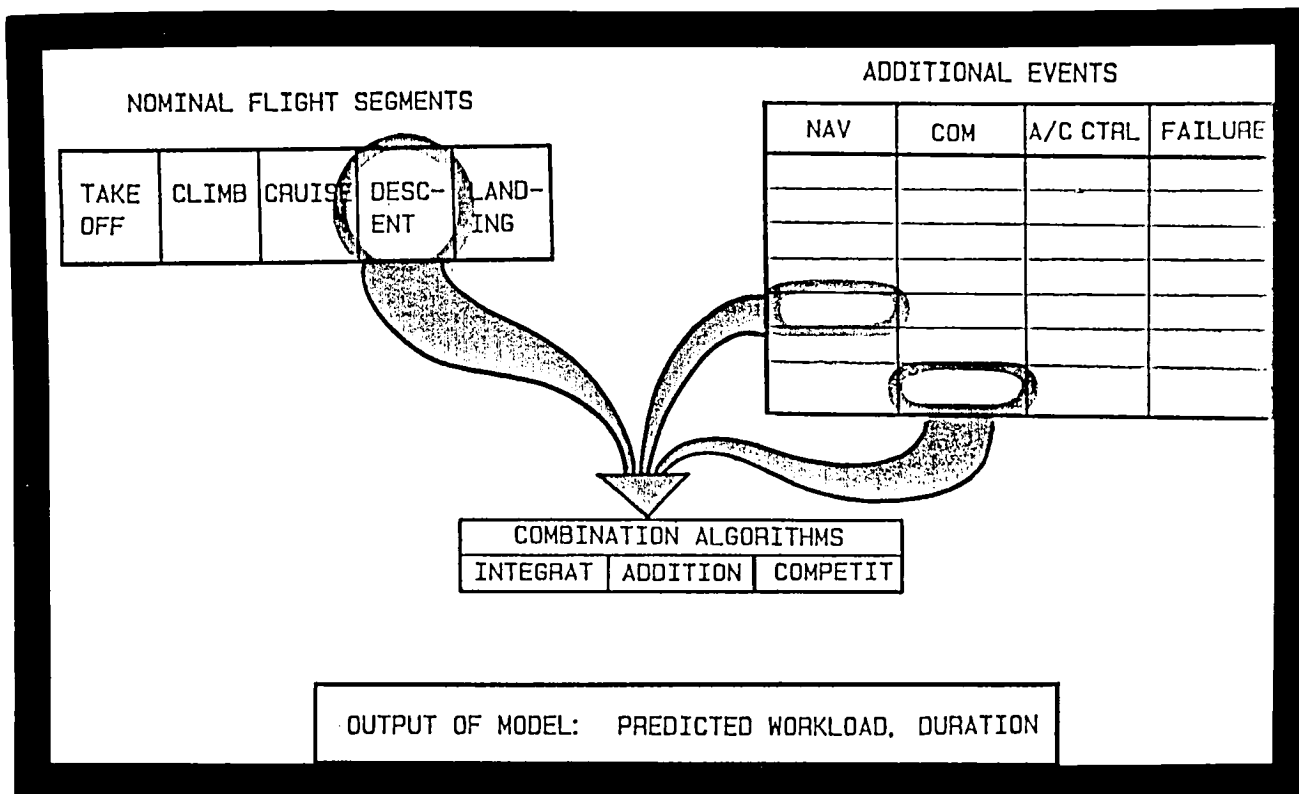 NOMINAL FLIGHT SEGMENTS
TAKE OFF
CLIMB
CRUISE
DESC-
ENT
LAND-
ING
ADDITIONAL EVENTS
NAV
COM
A/C CTRL
FAILURE
COMBINATION ALGORITHMS
INTEGRAT
ADDITION
COMPETIT
OUTPUT OF MODEL: PREDICTED WORKLOAD, DURATION